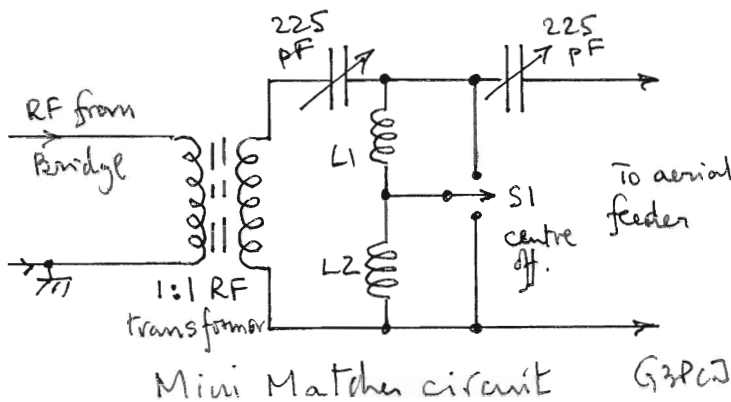 225
pF
225
pF
RF from
Bridge
L1
S1
centre
off.
To aerial
feeder
L2
1:1 RF
transformer
Mini Matcher circuit
G3PCJ